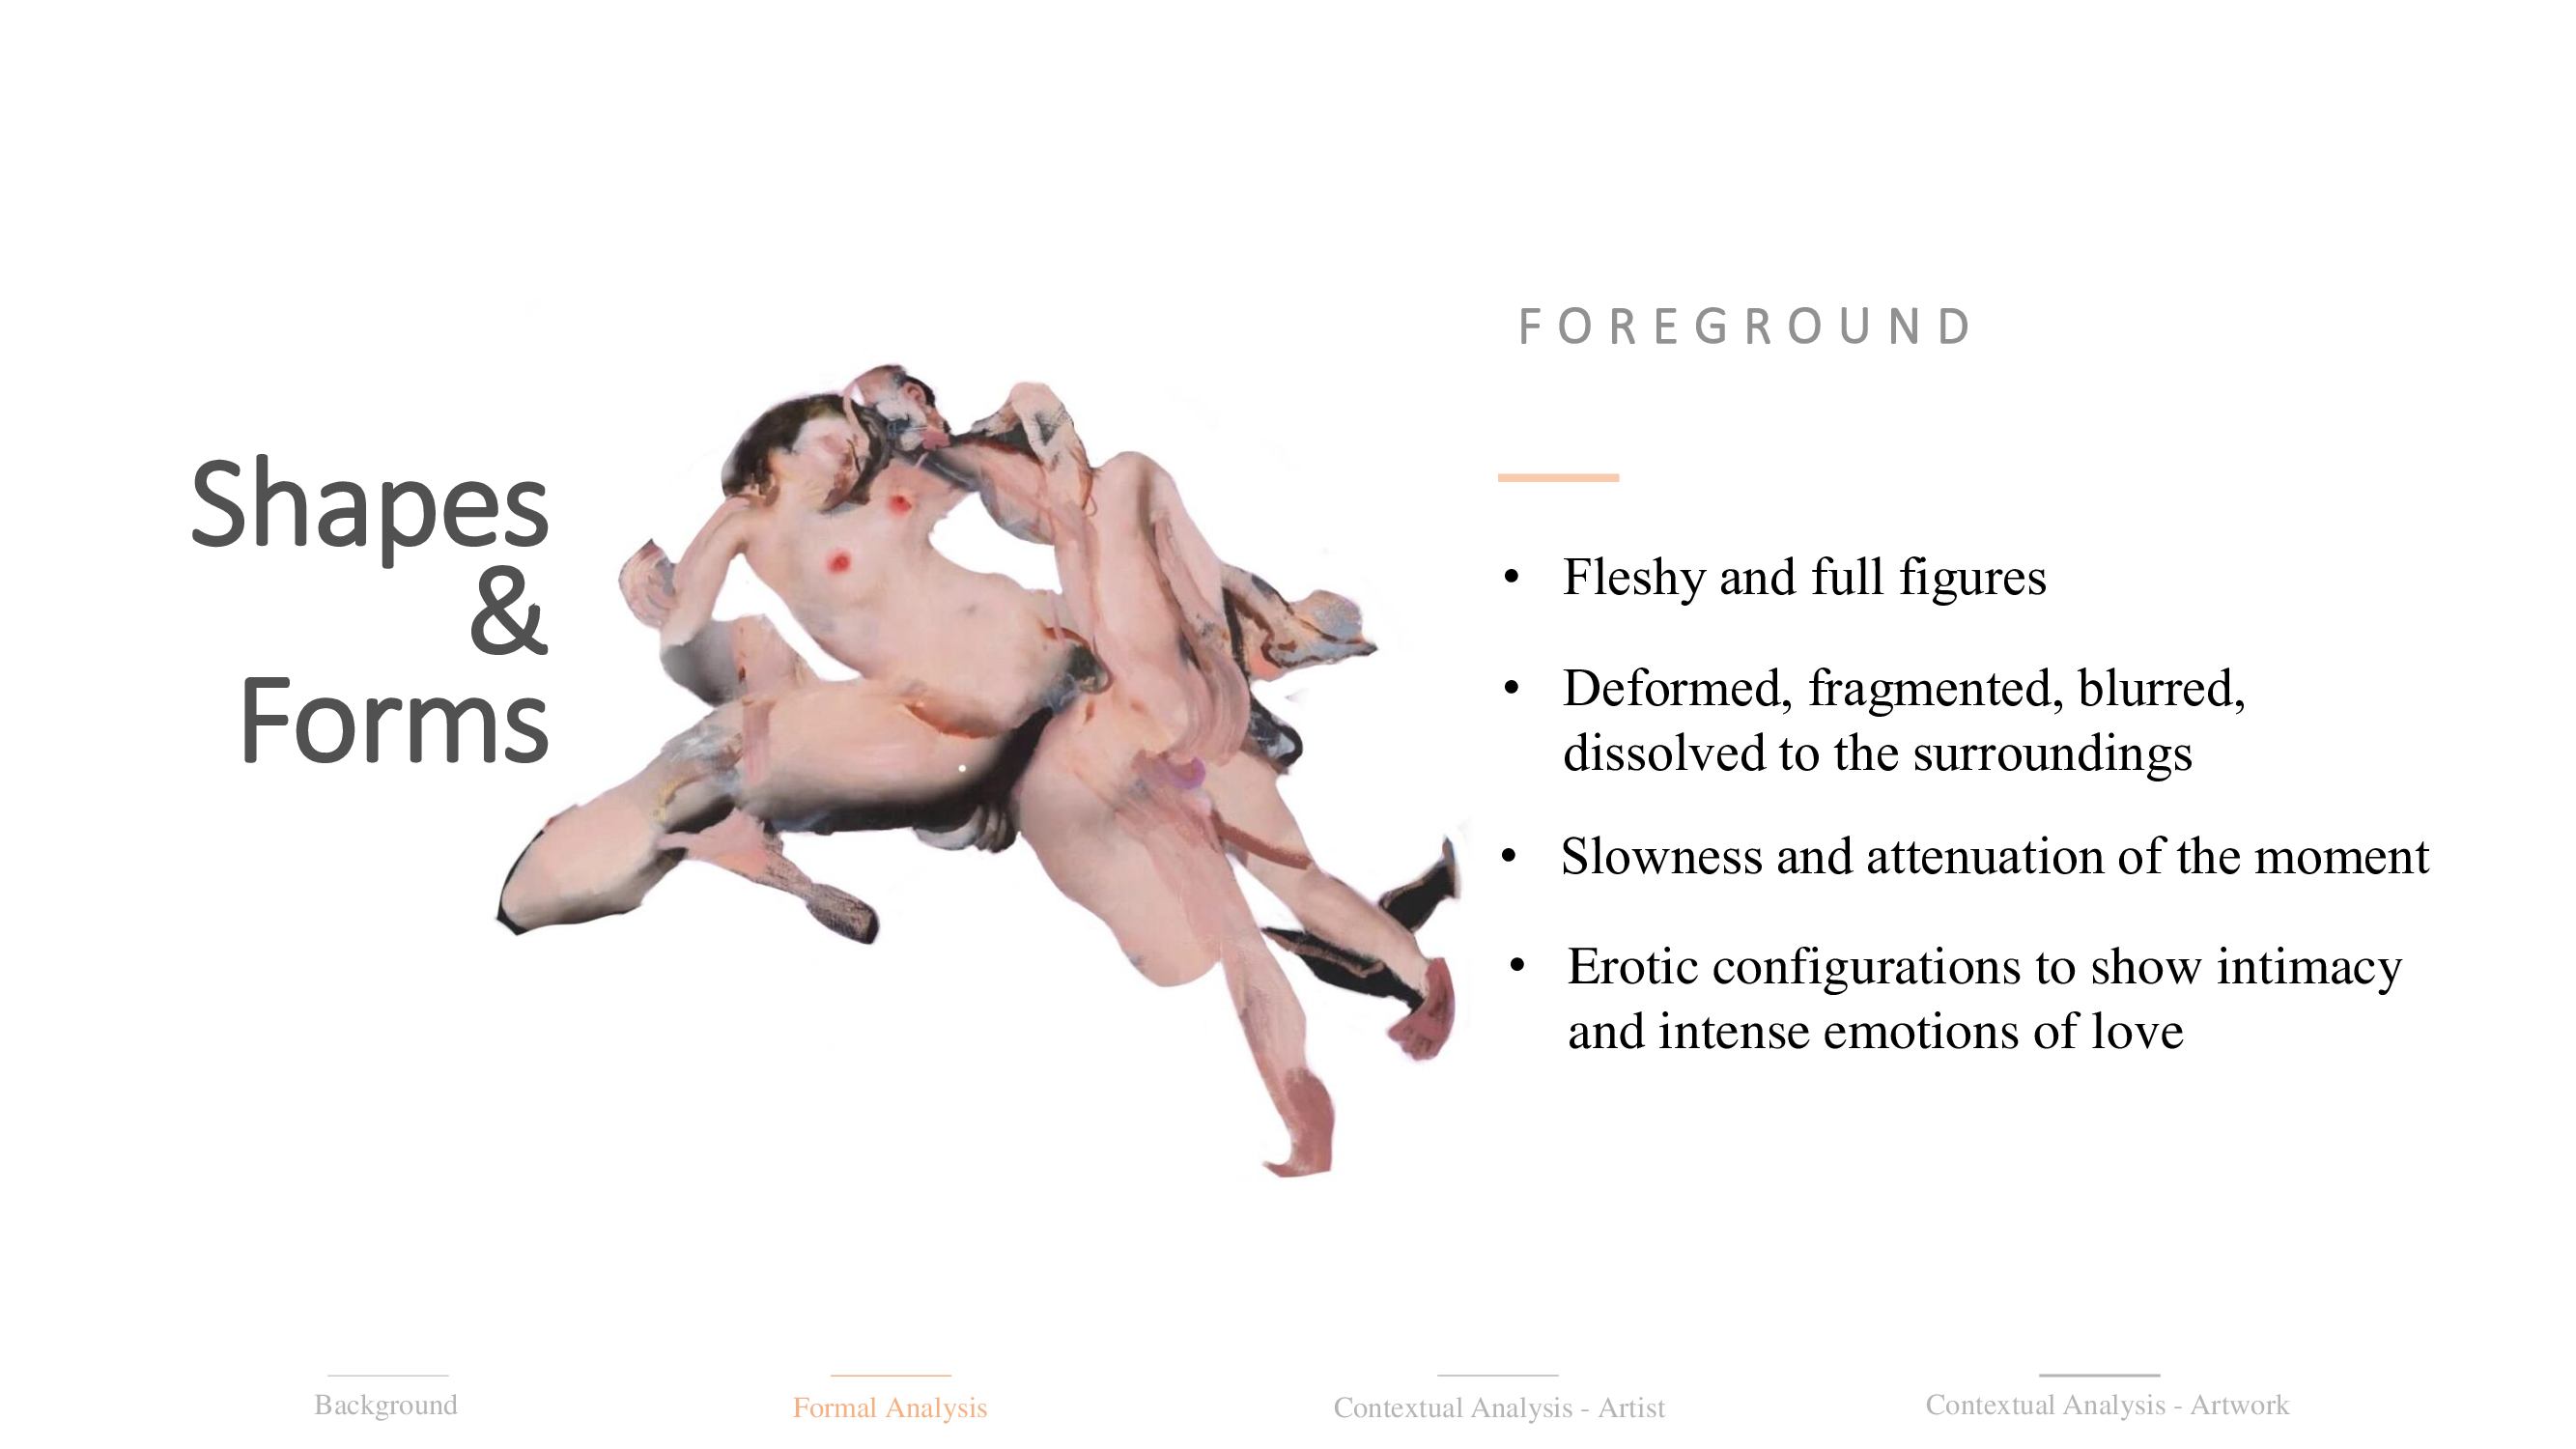 Shapes
&
Forms
FOREGROUND
• Fleshy and full figures
• Deformed, fragmented, blurred,
dissolved to the surroundings
• Slowness and attenuation of the moment
• Erotic configurations to show intimacy
and intense emotions of love
Background
Formal Analysis
Contextual Analysis - Artist
Contextual Analysis - Artwork